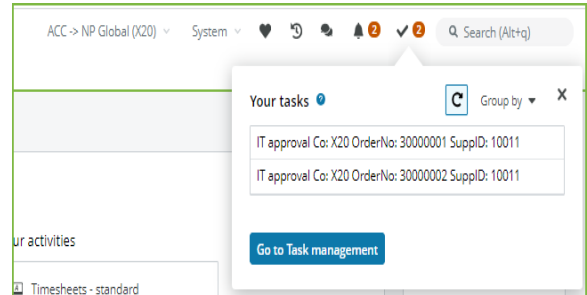 ACC -> NP Global (X20) System 2 2 Search (Alt+q)
Your tasks ? Group by
IT approval Co: X20 OrderNo: 30000001 SuppID: 10011
IT approval Co: X20 OrderNo: 30000002 SuppID: 10011
ur activities
Go to Task management
Timesheets - standard